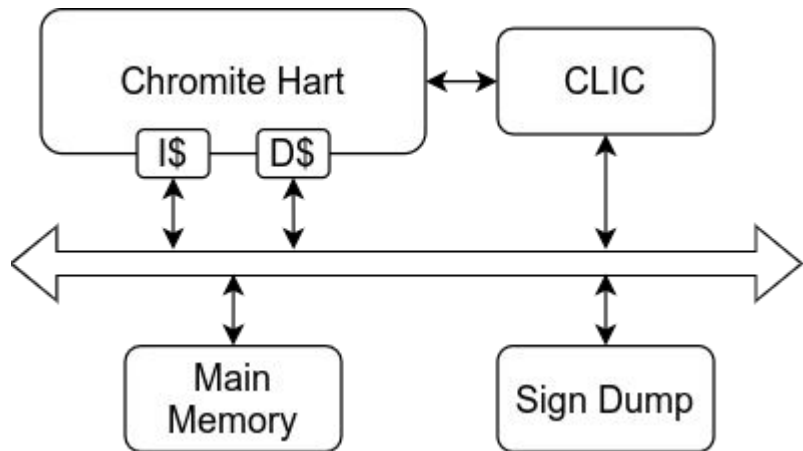 Chromite Hart
CLIC
I$
D$
Main
Memory
Sign Dump